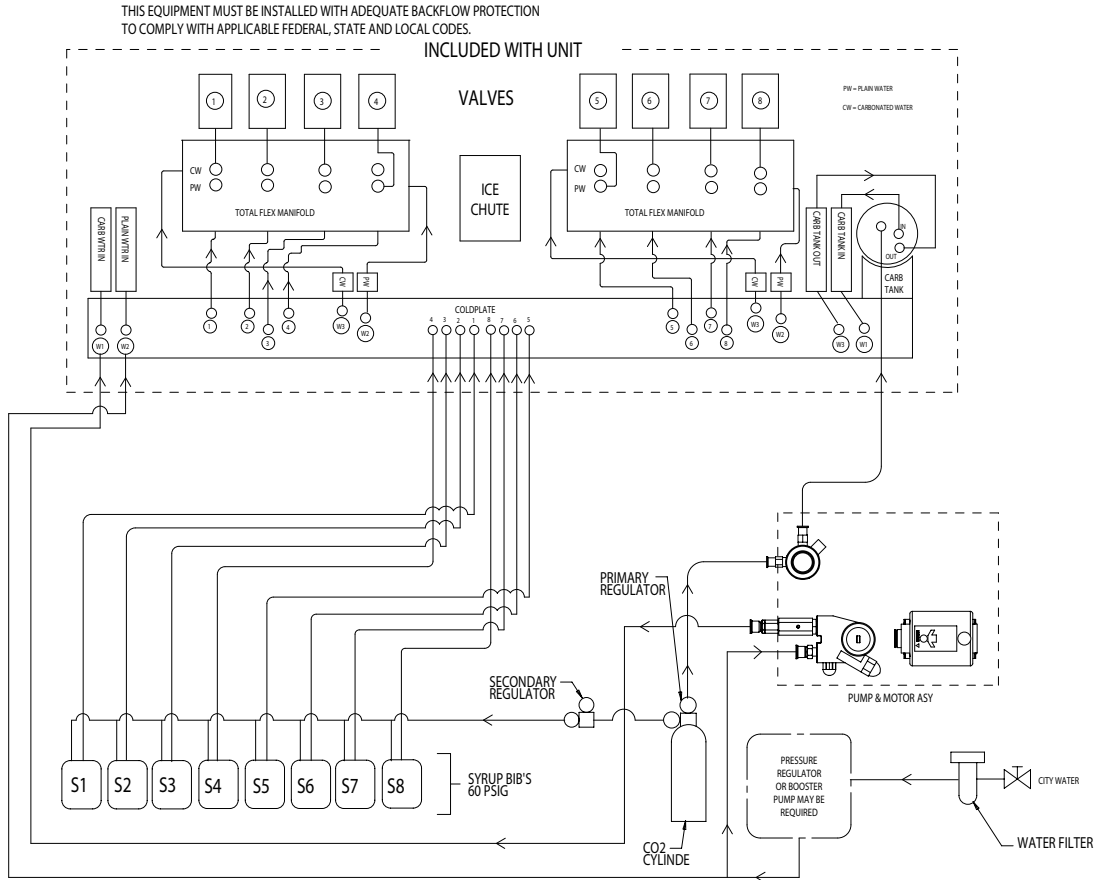 THIS EQUIPMENT MUST BE INSTALLED WITH ADEQUATE BACKFLOW PROTECTION
TO COMPLY WITH APPLICABLE FEDERAL, STATE AND LOCAL CODES.
INCLUDED WITH UNIT
VALVES
1
2
3
4
5
6
7
8
PW = PLAIN WATER
CW = CARBONATED WATER
CW
PW
TOTAL FLEX MANIFOLD
ICE
CHUTE
CW
PW
TOTAL FLEX MANIFOLD
CARB WTR IN
PLAIN WTR IN
CARB TANK OUT
CARB TANK IN
IN
OUT
CARB
TANK
CW
PW
CW
PW
COLDPLATE
4
3
2
1
8
7
6
5
W1
W2
1
2
3
4
W3
W2
5
6
7
8
W3
W2
W3
W1
PRIMARY
REGULATOR
SECONDARY
REGULATOR
PUMP & MOTOR ASY
S1
S2
S3
S4
S5
S6
S7
S8
SYRUP BIB'S
60 PSIG
PRESSURE
REGULATOR
OR BOOSTER
PUMP MAY BE
REQUIRED
CITY WATER
WATER FILTER
CO2
CYLINDE